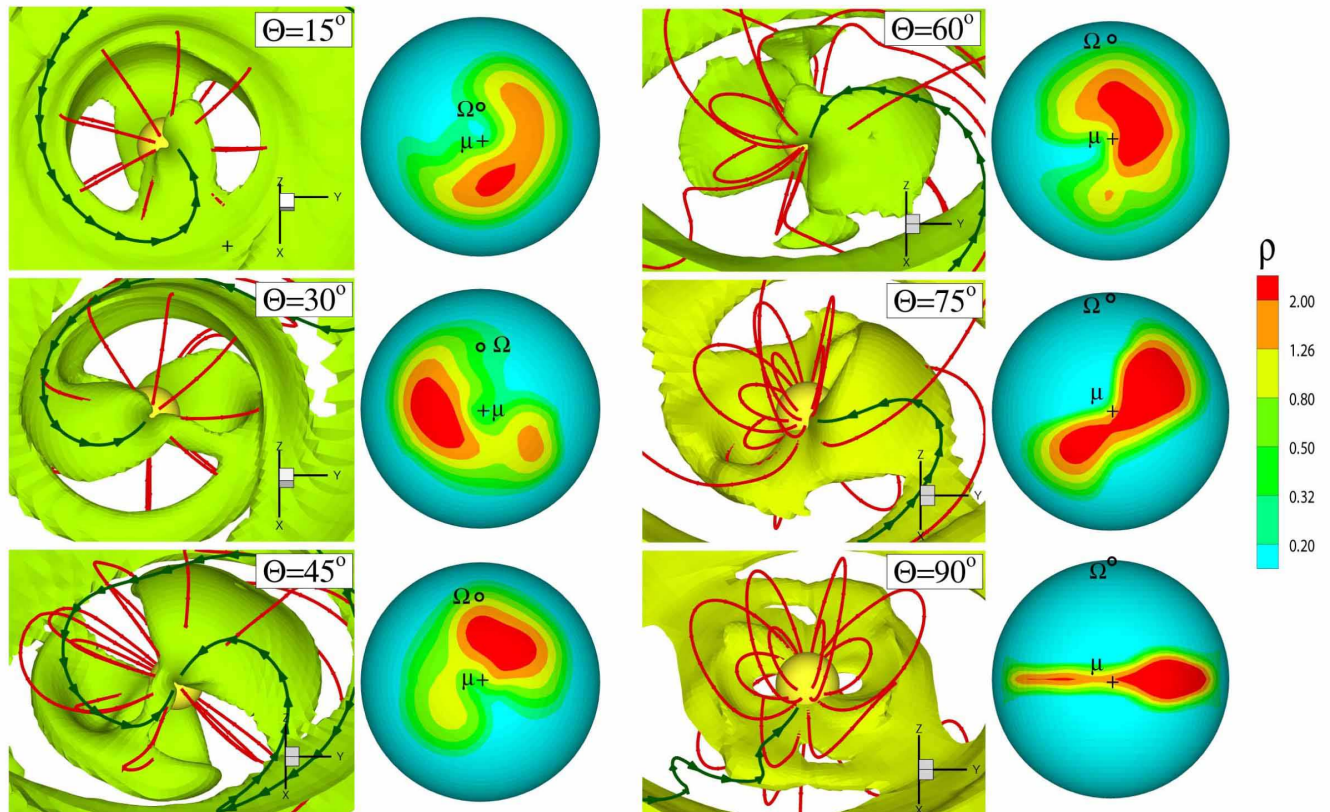 Θ=15°
Ω
μ
Z
Y
X
Θ=60°
Ω
μ
Z
Y
X
Θ=30°
Ω
μ
Z
Y
X
Θ=75°
Ω
μ
Z
Y
X
Θ=45°
Ω
μ
Z
Y
X
Θ=90°
Ω
μ
Z
Y
X
ρ
2.00
1.26
0.80
0.50
0.32
0.20